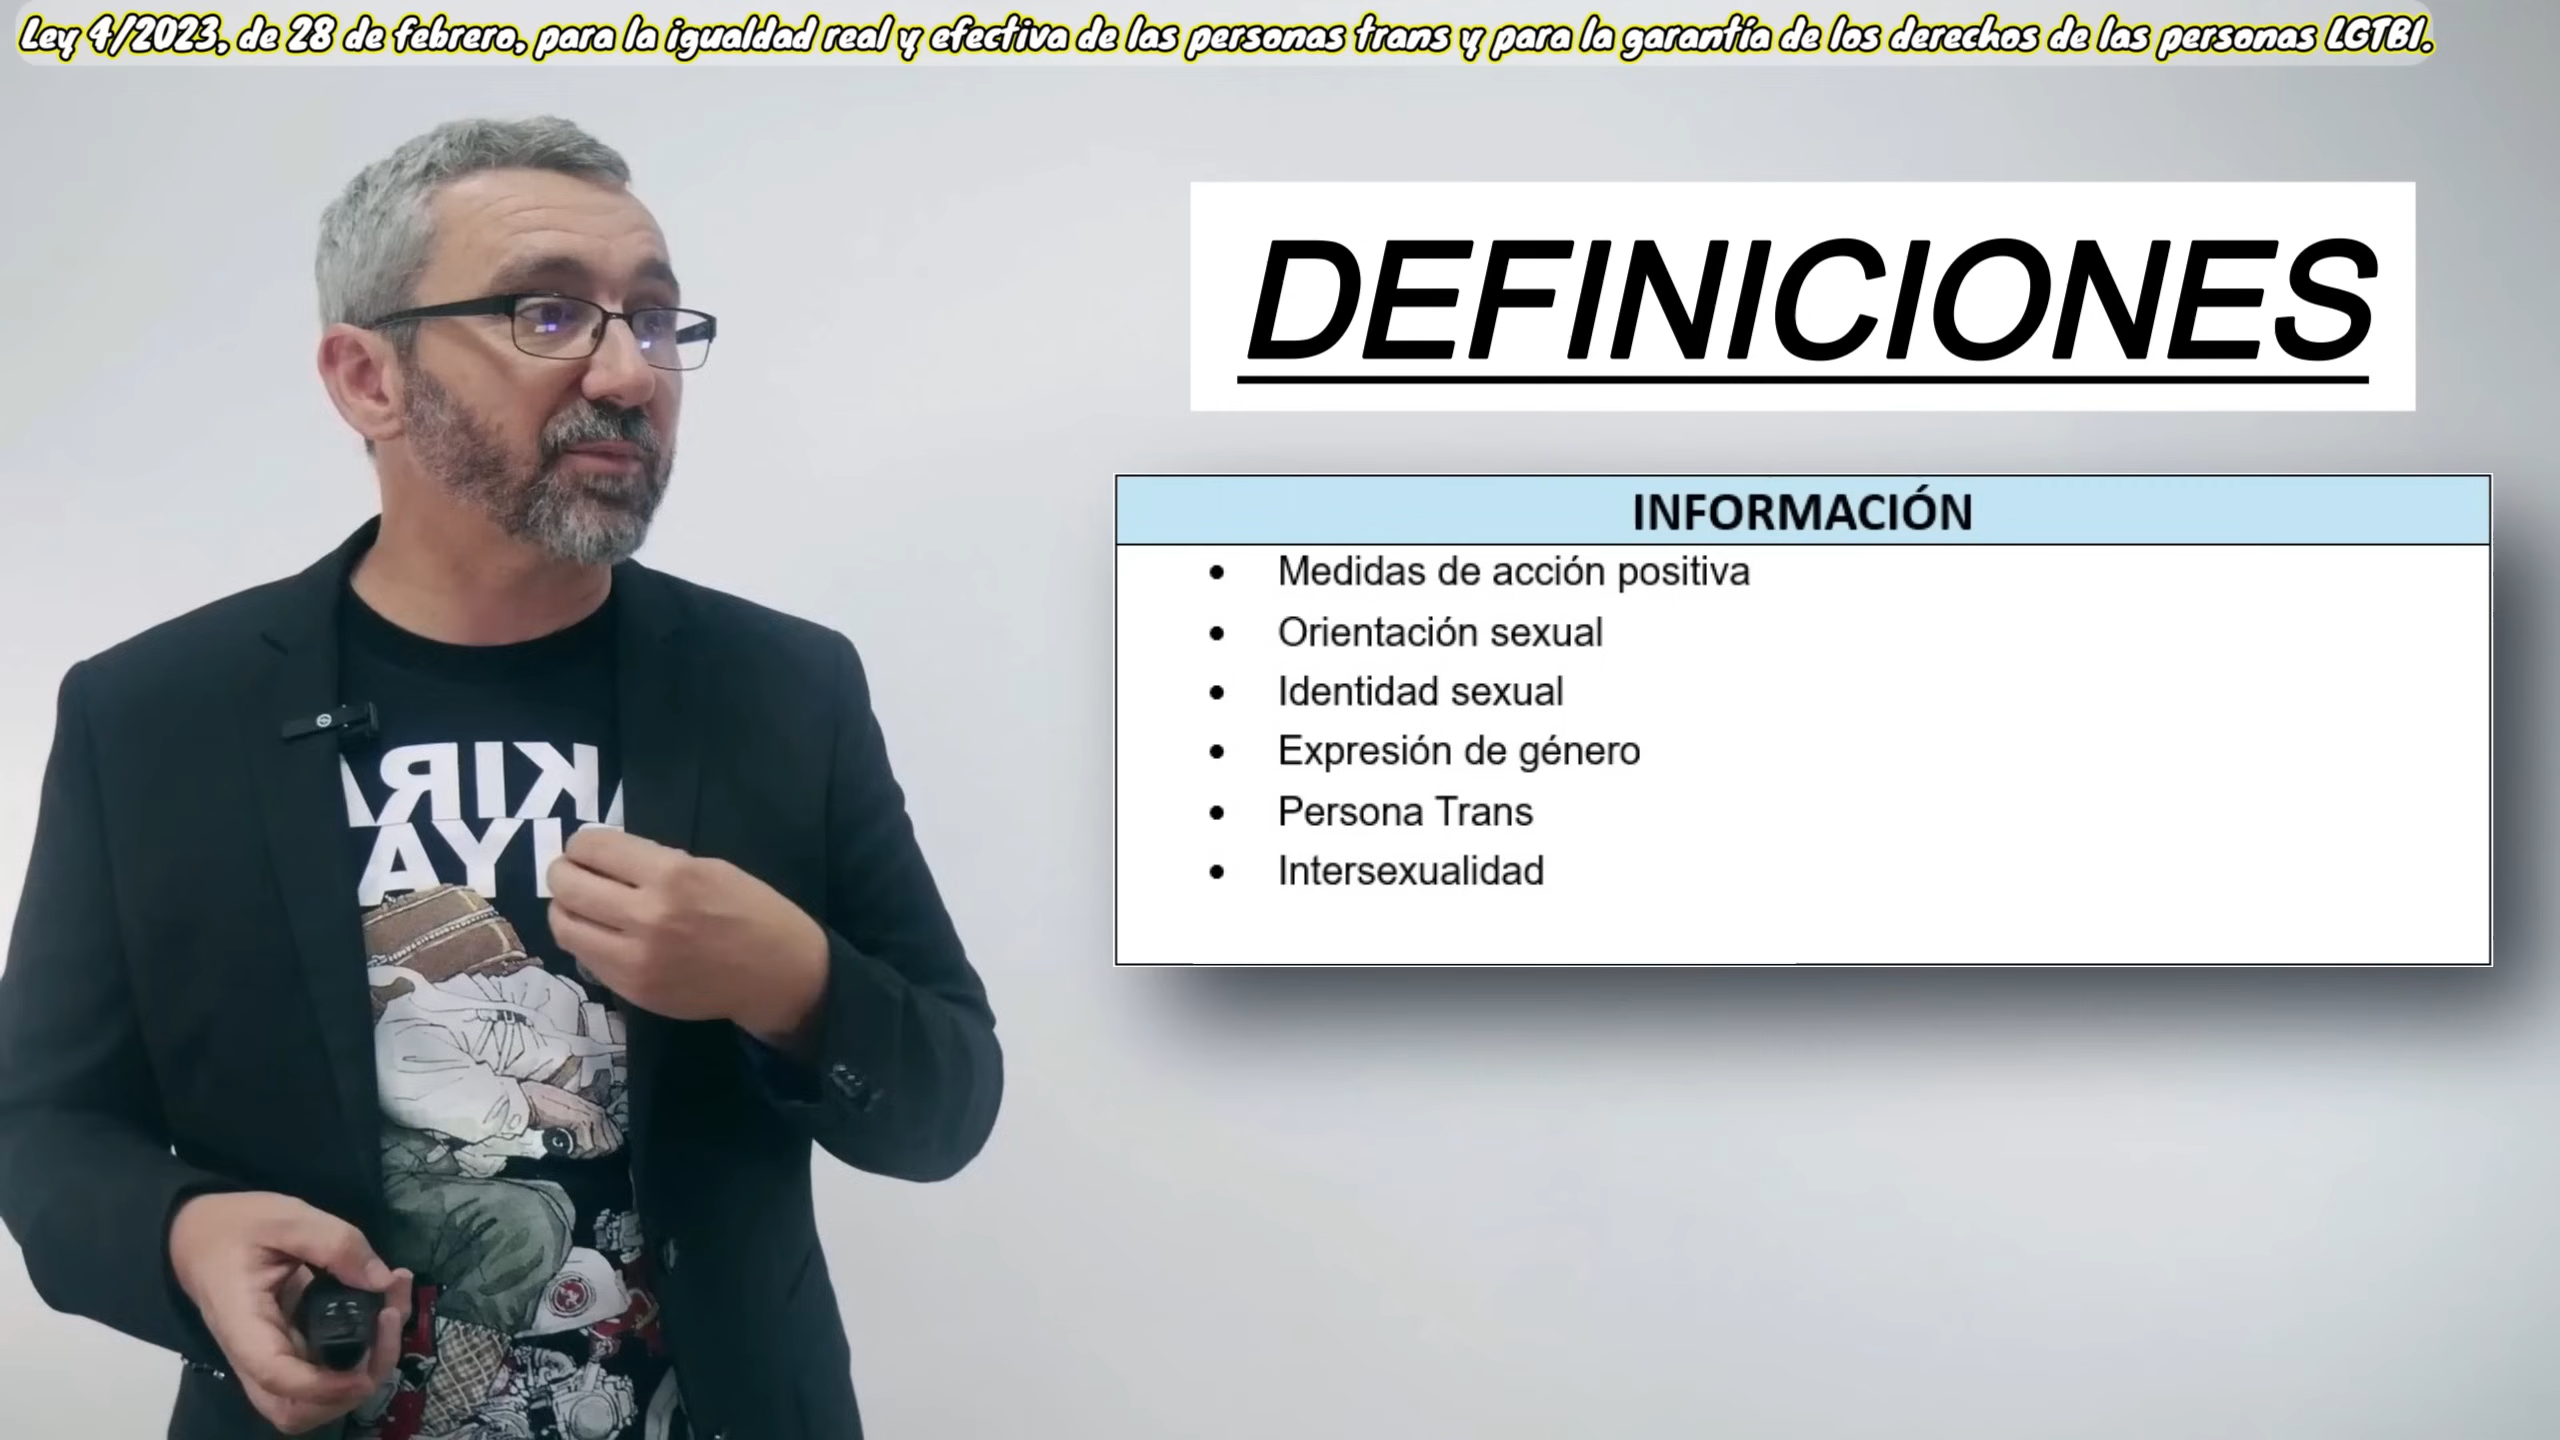 Ley 4/2023, de 28 de febrero, para la igualdad real y efectiva de las personas trans y para la garantía de los derechos de las personas LGTBI.
DEFINICIONES
INFORMACIÓN
• Medidas de acción positiva
• Orientación sexual
• Identidad sexual
• Expresión de género
• Persona Trans
• Intersexualidad
AKIRA
IYA